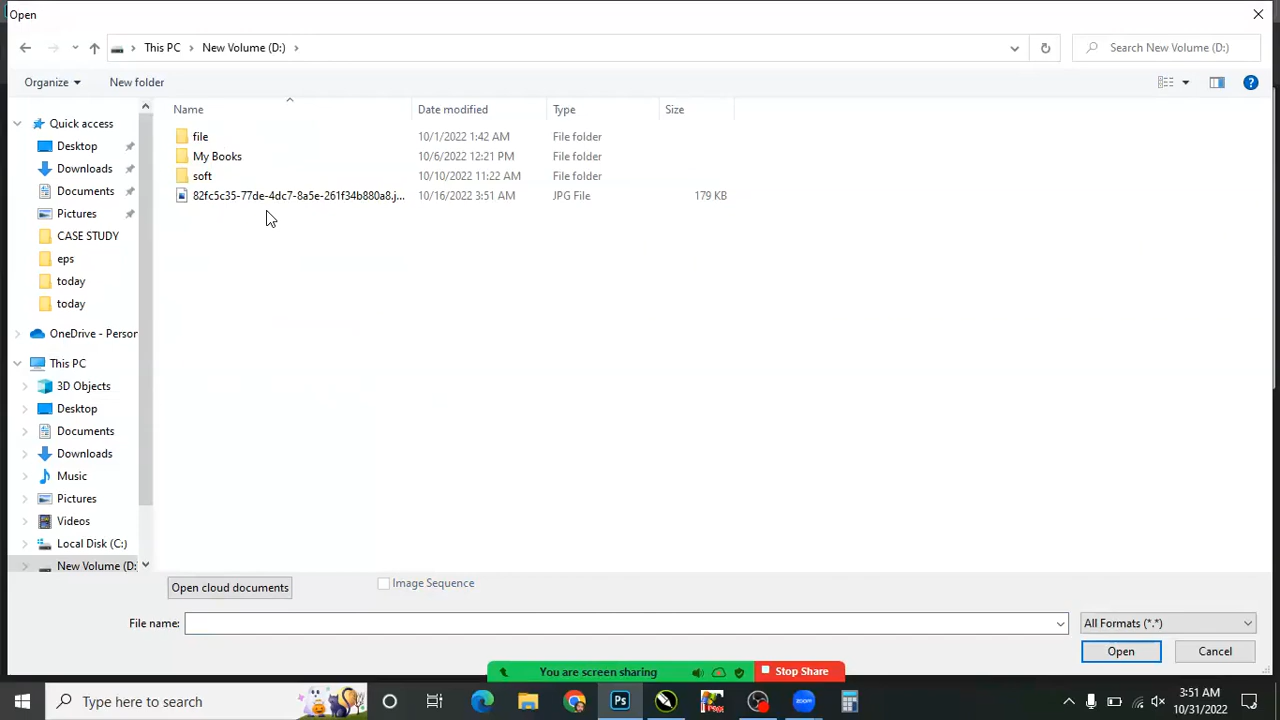 Open
This PC > New Volume (D:) >
Search New Volume (D:)
Organize
New folder
Name
Date modified
Type
Size
Quick access
Desktop
Downloads
Documents
Pictures
CASE STUDY
eps
today
today
OneDrive - Person
This PC
3D Objects
Desktop
Documents
Downloads
Music
Pictures
Videos
Local Disk (C:)
New Volume (D:
file 10/1/2022 1:42 AM File folder
My Books 10/6/2022 12:21 PM File folder
soft 10/10/2022 11:22 AM File folder
82fc5c35-77de-4dc7-8a5e-261f34b880a8.j... 10/16/2022 3:51 AM JPG File 179 KB
Open cloud documents
Image Sequence
File name:
All Formats (*.*)
Open
Cancel
You are screen sharing
Stop Share
Type here to search
Ps
zoom
3:51 AM
10/31/2022